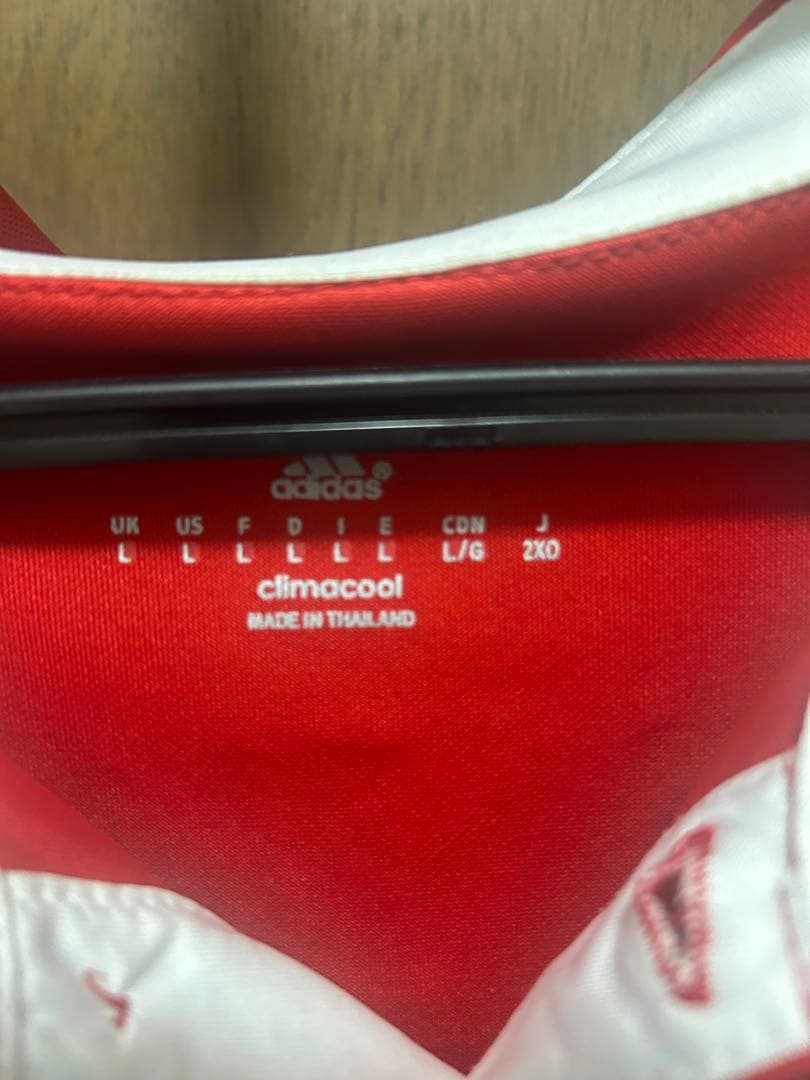 adidas®
UK US F D I E CDN J
L L L L L L L/G 2XO
climacool
MADE IN THAILAND